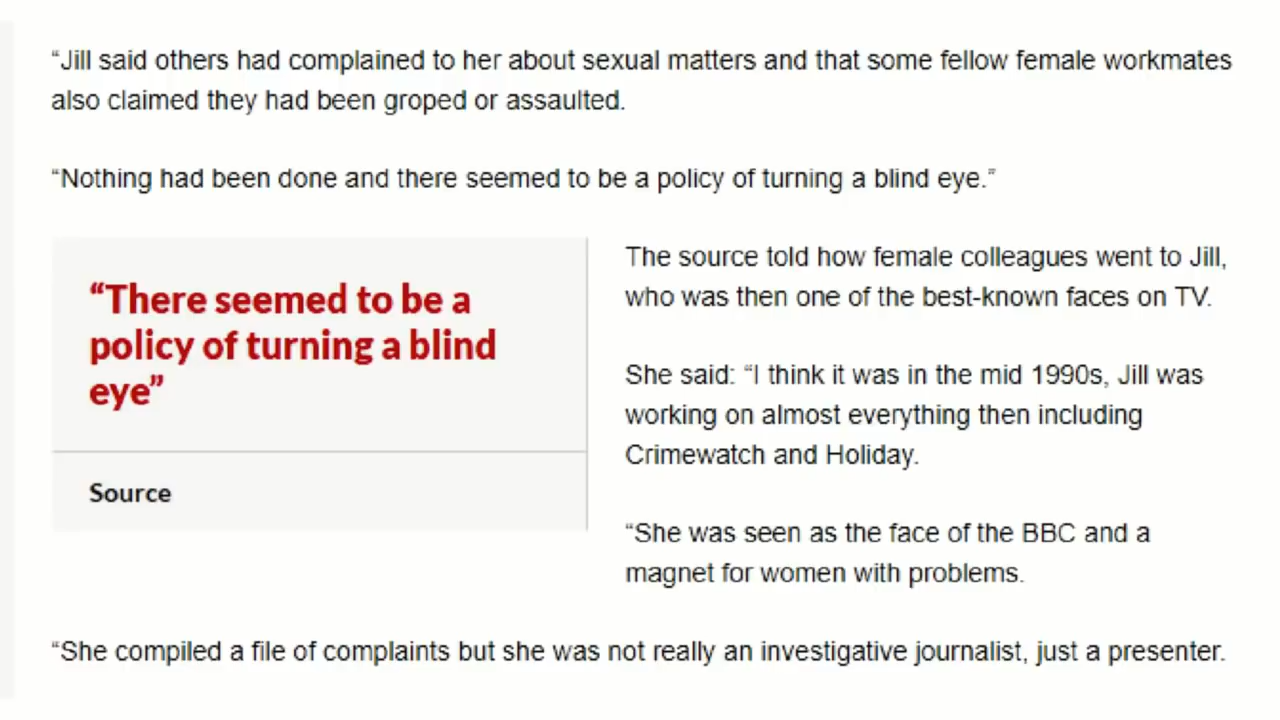 “Jill said others had complained to her about sexual matters and that some fellow female workmates
also claimed they had been groped or assaulted.
“Nothing had been done and there seemed to be a policy of turning a blind eye.”
“There seemed to be a
policy of turning a blind
eye”
Source
The source told how female colleagues went to Jill,
who was then one of the best-known faces on TV.
She said: “I think it was in the mid 1990s, Jill was
working on almost everything then including
Crimewatch and Holiday.
“She was seen as the face of the BBC and a
magnet for women with problems.
“She compiled a file of complaints but she was not really an investigative journalist, just a presenter.